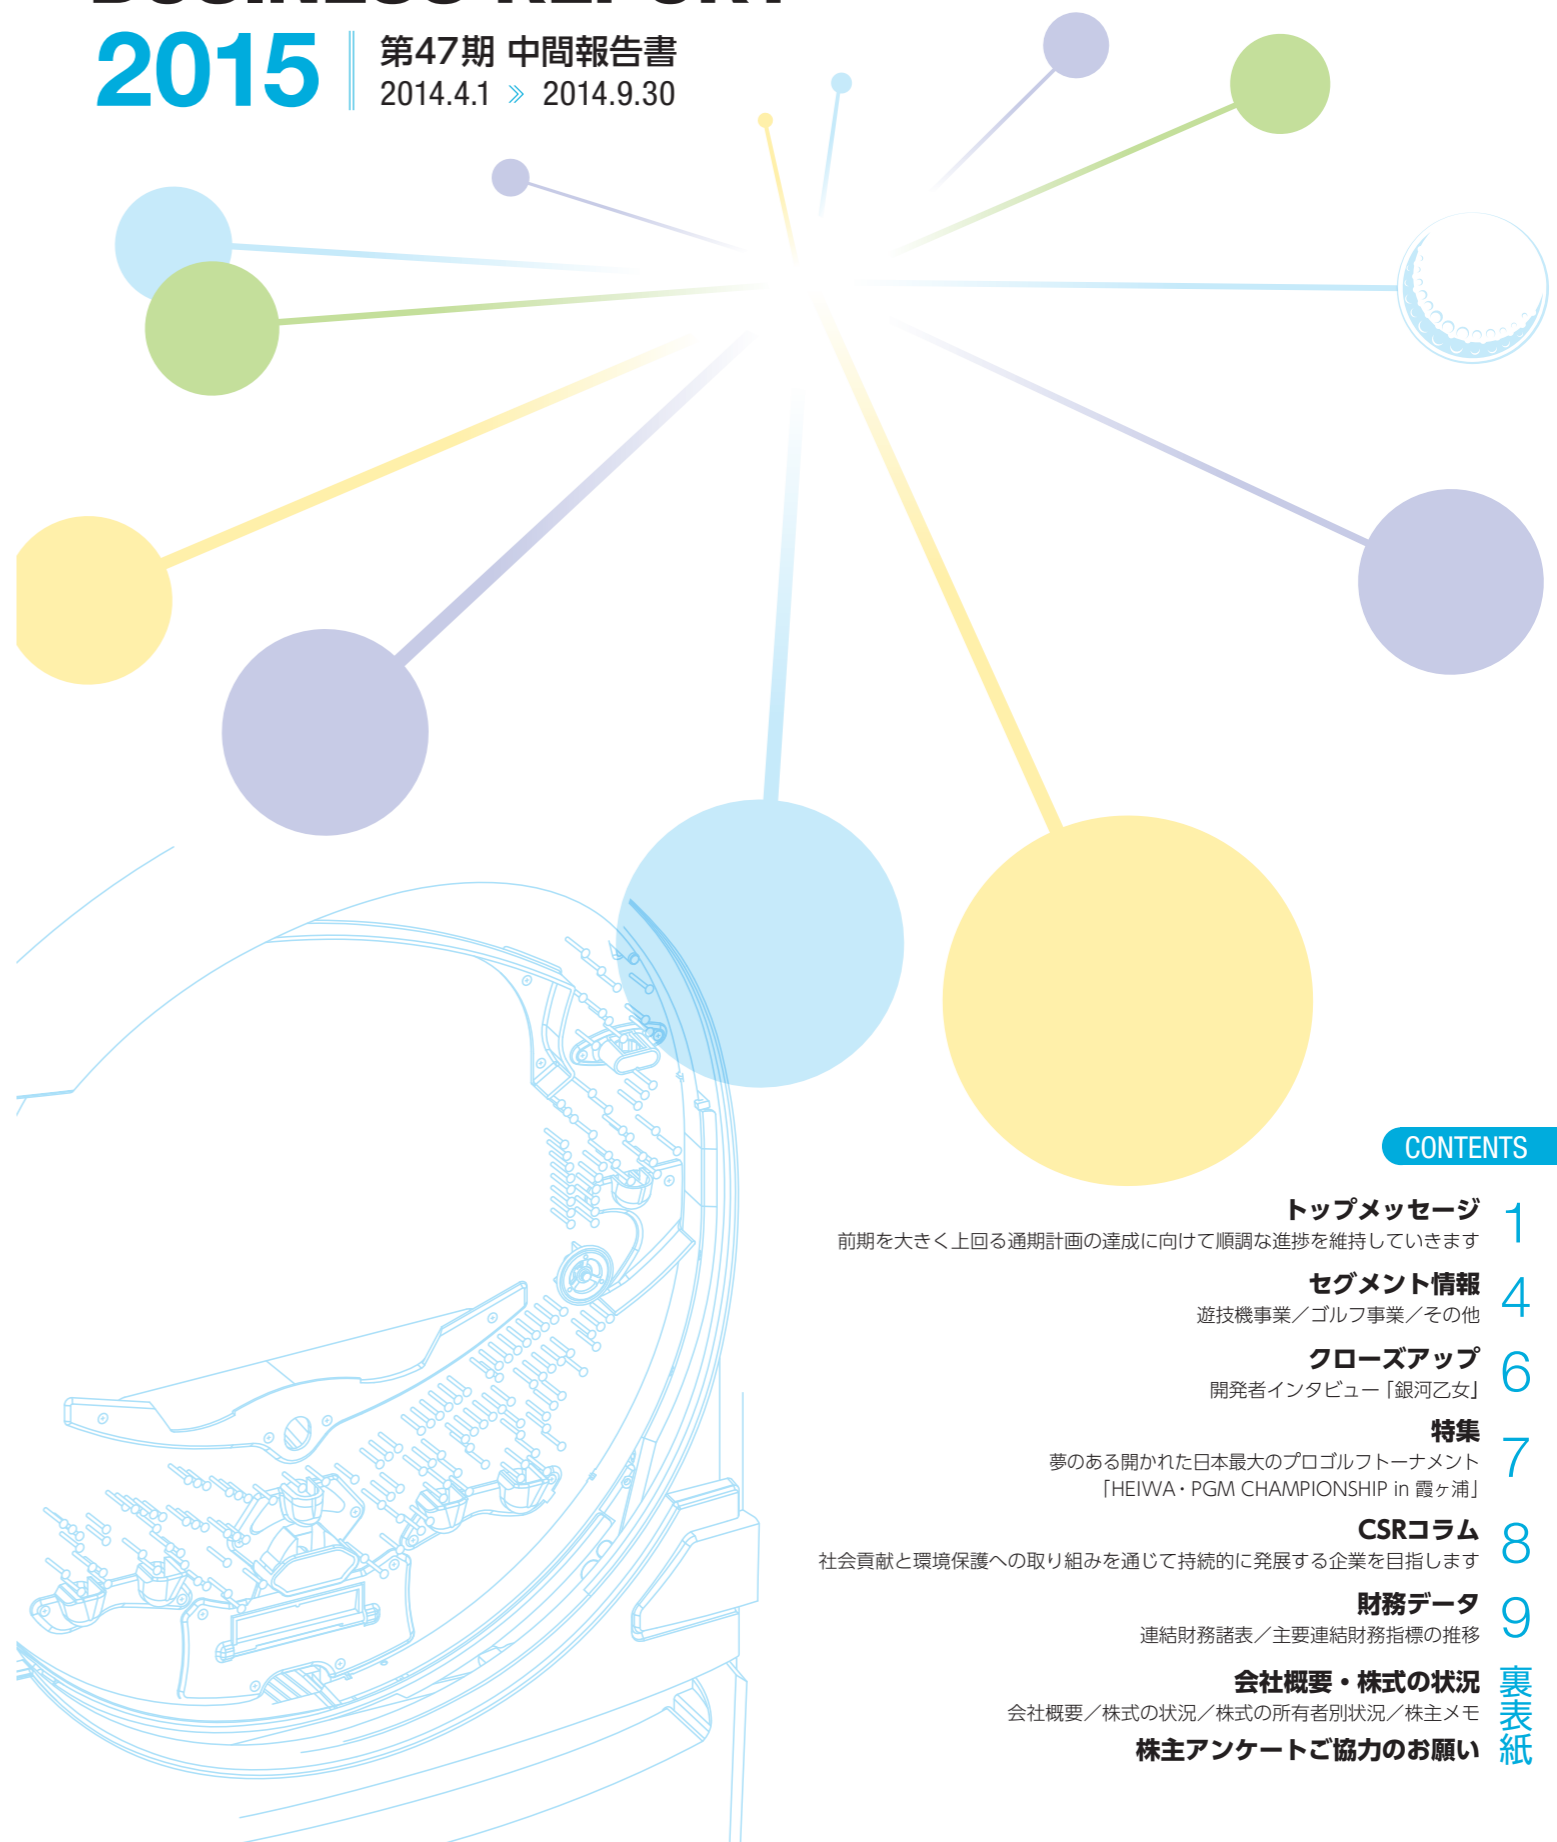 BUSINESS REPORT
2015
第47期 中間報告書
2014.4.1 》 2014.9.30
CONTENTS
トップメッセージ 1
前期を大きく上回る通期計画の達成に向けて順調な進捗を維持していきます
セグメント情報 4
遊技機事業／ゴルフ事業／その他
クローズアップ 6
開発者インタビュー「銀河乙女」
特集 7
夢のある開かれた日本最大のプロゴルフトーナメント
「HEIWA・PGM CHAMPIONSHIP in 霞ヶ浦」
CSRコラム 8
社会貢献と環境保護への取り組みを通じて持続的に発展する企業を目指します
財務データ 9
連結財務諸表／主要連結財務指標の推移
会社概要・株式の状況 裏表紙
会社概要／株式の状況／株式の所有者別状況／株主メモ
株主アンケートご協力のお願い